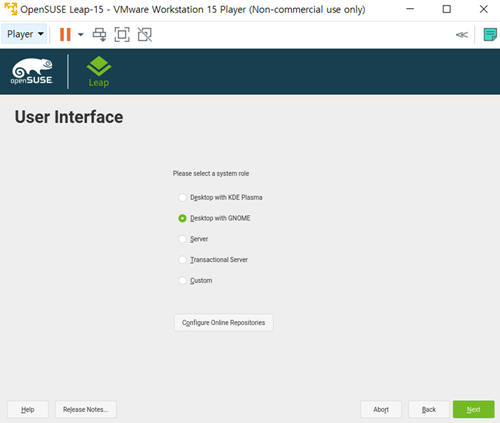 OpenSUSE Leap-15 - VMware Workstation 15 Player (Non-commercial use only)
Player
openSUSE.
Leap
User Interface
Please select a system role
Desktop with KDE Plasma
Desktop with GNOME
Server
Transactional Server
Custom
Configure Online Repositories
Help Release Notes... Abort Back Next